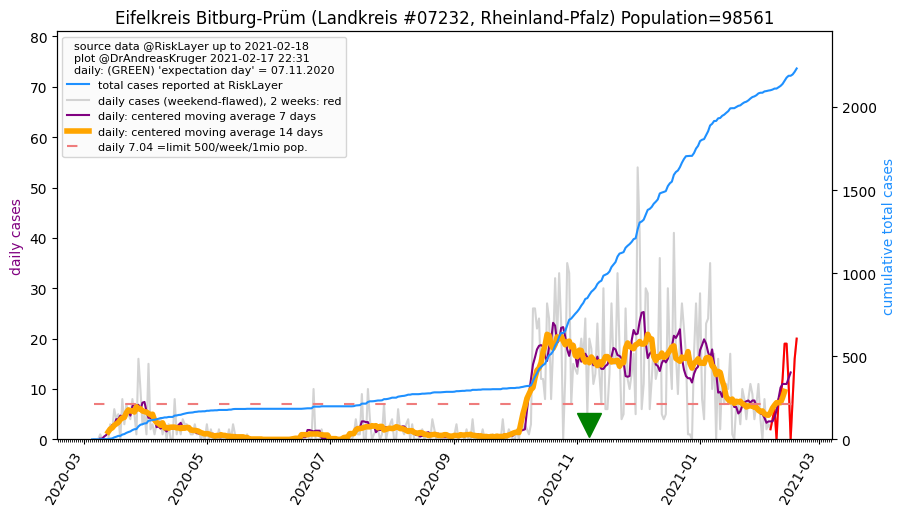 Eifelkreis Bitburg-Prüm (Landkreis #07232, Rheinland-Pfalz) Population=98561
source data @RiskLayer up to 2021-02-18
plot @DrAndreasKruger 2021-02-17 22:31
daily: (GREEN) 'expectation day' = 07.11.2020
total cases reported at RiskLayer
daily cases (weekend-flawed), 2 weeks: red
daily: centered moving average 7 days
daily: centered moving average 14 days
daily 7.04 =limit 500/week/1mio pop.
daily cases
80
70
60
50
40
30
20
10
0
cumulative total cases
2000
1500
1000
500
0
2020-03
2020-05
2020-07
2020-09
2020-11
2021-01
2021-03